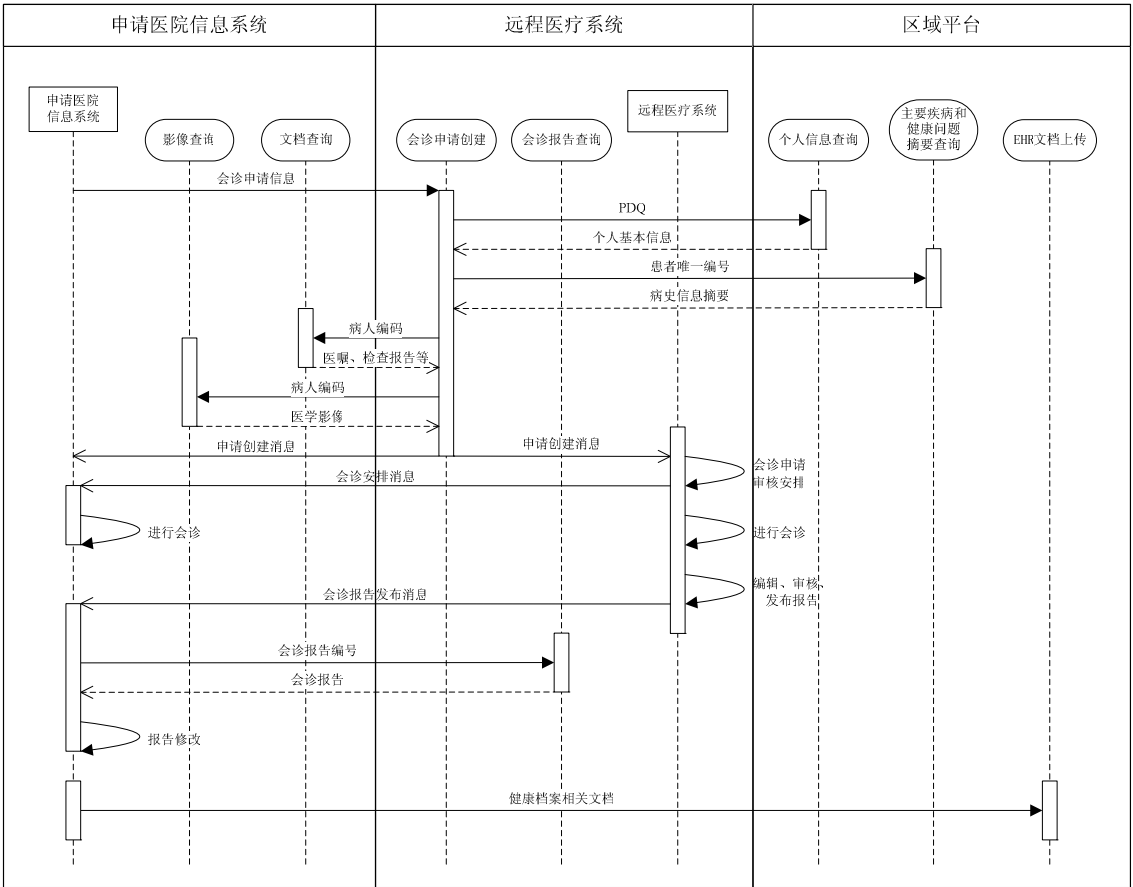 申请医院信息系统
远程医疗系统
区域平台
申请医院
信息系统
影像查询
文档查询
会诊申请创建
会诊报告查询
远程医疗系统
个人信息查询
主要疾病和
健康问题
摘要查询
EHR文档上传
会诊申请信息
PDQ
个人基本信息
患者唯一编号
病史信息摘要
病人编码
医嘱、检查报告等
病人编码
医学影像
申请创建消息
申请创建消息
会诊申请
审核安排
会诊安排消息
进行会诊
进行会诊
编辑、审核、
发布报告
会诊报告发布消息
会诊报告编号
会诊报告
报告修改
健康档案相关文档